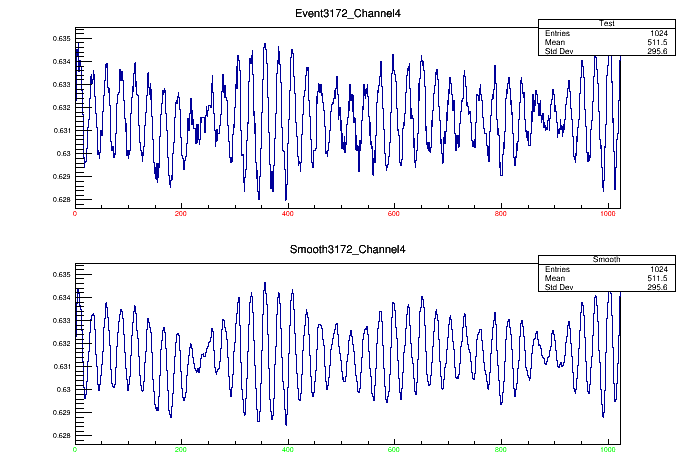 Event3172_Channel4
Test
Entries 1024
Mean 511.5
Std Dev 295.6
0.635
0.634
0.633
0.632
0.631
0.63
0.629
0.628
0 200 400 600 800 1000
Smooth3172_Channel4
Smooth
Entries 1024
Mean 511.5
Std Dev 295.6
0.635
0.634
0.633
0.632
0.631
0.63
0.629
0.628
0 200 400 600 800 1000